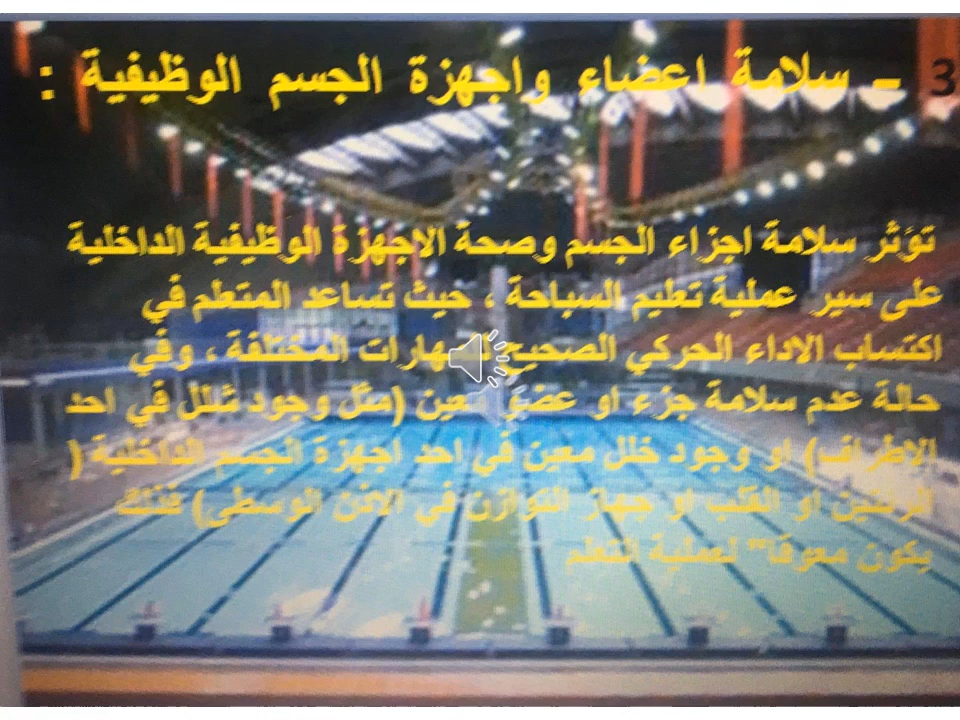 3 - سلامة اعضاء واجهزة الجسم الوظيفية :
تؤثر سلامة اجزاء الجسم وصحة الاجهزة الوظيفية الداخلية
على سير عملية تعليم السباحة ، حيث تساعد المتعلم في
اكتساب الاداء الحركي الصحيح للمهارات المختلفة ، وفي
حالة عدم سلامة جزء او عضو معين (مثل وجود شلل في احد
الاطراف) او وجود خلل معين في احد اجهزة الجسم الداخلية (
الرئتين او القلب او جهاز التوازن في الاذن الوسطى) فذلك
يكون معوقا" لعملية التعلم